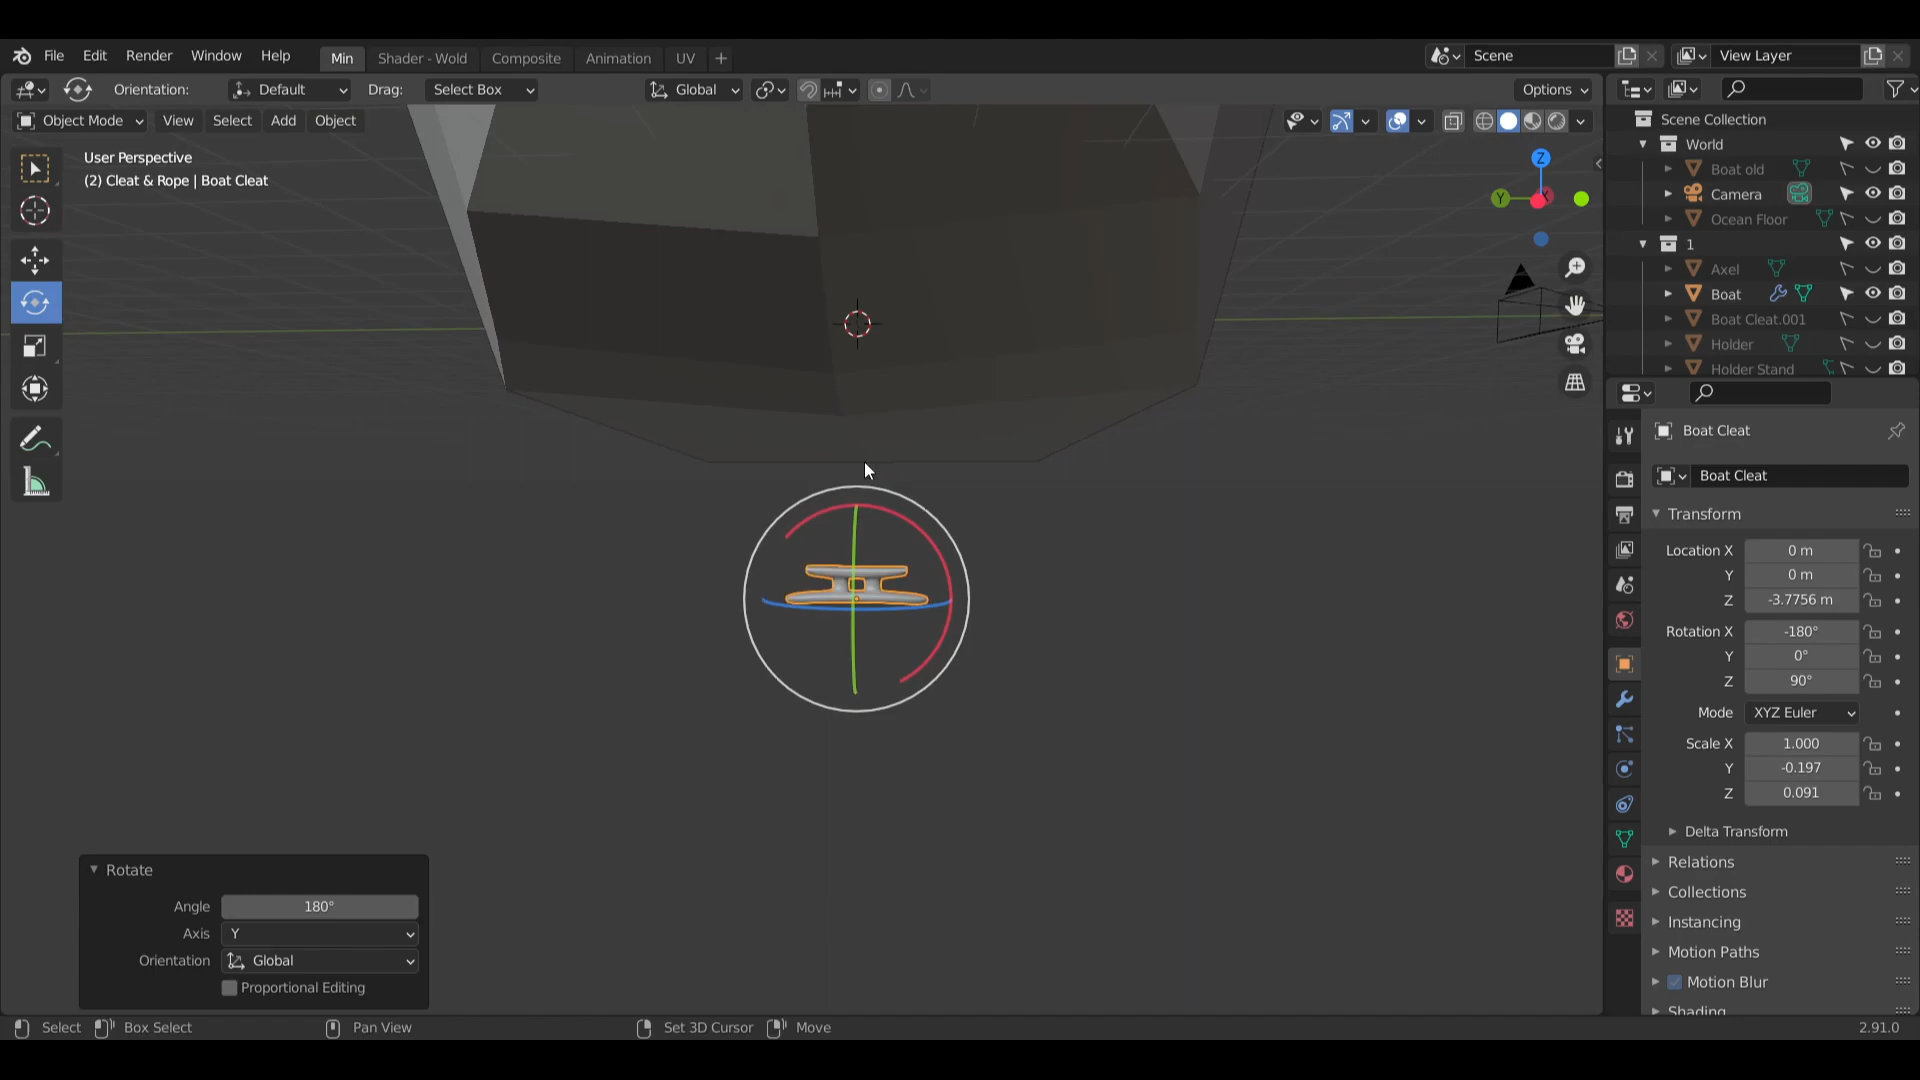 File Edit Render Window Help Min Shader - Wold Composite Animation UV + Scene View Layer
Orientation: Default Drag: Select Box Global Options
Object Mode View Select Add Object
User Perspective
(2) Cleat & Rope | Boat Cleat
Z
Y
X
Scene Collection
World
Boat old
Camera
Ocean Floor
1
Axel
Boat
Boat Cleat.001
Holder
Holder Stand
Boat Cleat
Boat Cleat
Transform
Location X 0 m
Y 0 m
Z -3.7756 m
Rotation X -180°
Y 0°
Z 90°
Mode XYZ Euler
Scale X 1.000
Y -0.197
Z 0.091
Delta Transform
Relations
Collections
Instancing
Motion Paths
Motion Blur
Shading
Rotate
Angle 180°
Axis Y
Orientation Global
Proportional Editing
Select Box Select Pan View Set 3D Cursor Move 2.91.0